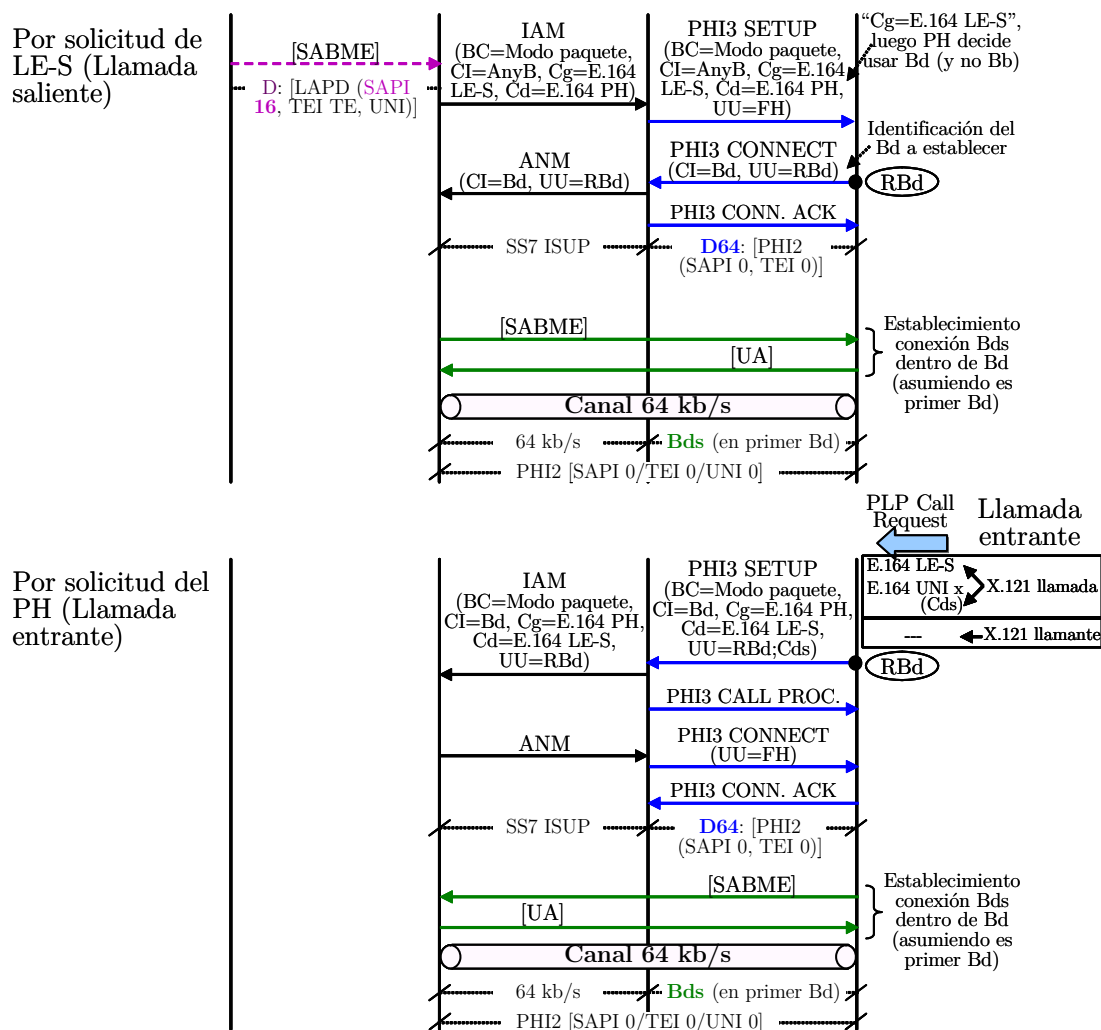 Por solicitud de
LE-S (Llamada
saliente)
[SABME]
D: [LAPD (SAPI
16, TEI TE, UNI)]
IAM
(BC=Modo paquete,
CI=AnyB, Cg=E.164
LE-S, Cd=E.164 PH)
PHI3 SETUP
(BC=Modo paquete,
CI=AnyB, Cg=E.164
LE-S, Cd=E.164 PH,
UU=FH)
“Cg=E.164 LE-S”,
luego PH decide
usar Bd (y no Bb)
Identificación del
Bd a establecer
ANM
(CI=Bd, UU=RBd)
PHI3 CONNECT
(CI=Bd, UU=RBd)
RBd
PHI3 CONN. ACK
SS7 ISUP
D64: [PHI2
(SAPI 0, TEI 0)]
[SABME]
[UA]
Establecimiento
conexión Bds
dentro de Bd
(asumiendo es
primer Bd)
Canal 64 kb/s
64 kb/s
Bds (en primer Bd)
PHI2 [SAPI 0/TEI 0/UNI 0]
PLP Call
Request
Llamada
entrante
E.164 LE-S
E.164 UNI x
(Cds)
X.121 llamada
---
X.121 llamante
Por solicitud del
PH (Llamada
entrante)
IAM
(BC=Modo paquete,
CI=Bd, Cg=E.164 PH,
Cd=E.164 LE-S,
UU=RBd)
PHI3 SETUP
(BC=Modo paquete,
CI=Bd, Cg=E.164 PH,
Cd=E.164 LE-S,
UU=RBd;Cds)
RBd
PHI3 CALL PROC.
ANM
PHI3 CONNECT
(UU=FH)
PHI3 CONN. ACK
SS7 ISUP
D64: [PHI2
(SAPI 0, TEI 0)]
[SABME]
[UA]
Establecimiento
conexión Bds
dentro de Bd
(asumiendo es
primer Bd)
Canal 64 kb/s
64 kb/s
Bds (en primer Bd)
PHI2 [SAPI 0/TEI 0/UNI 0]